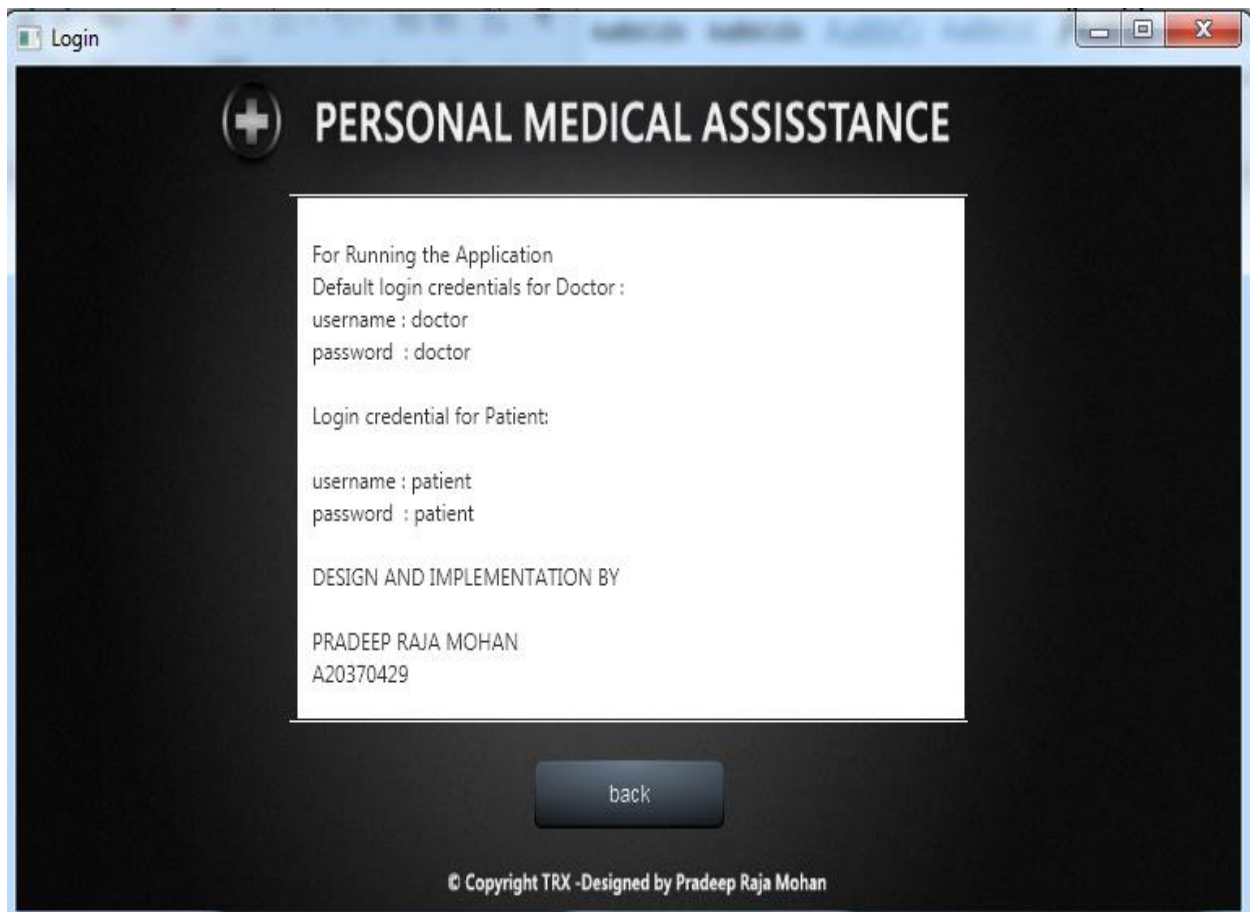 Login
PERSONAL MEDICAL ASSISSTANCE
For Running the Application
Default login credentials for Doctor :
username : doctor
password  : doctor
Login credential for Patient:
username : patient
password  : patient
DESIGN AND IMPLEMENTATION BY
PRADEEP RAJA MOHAN
A20370429
back
© Copyright TRX -Designed by Pradeep Raja Mohan